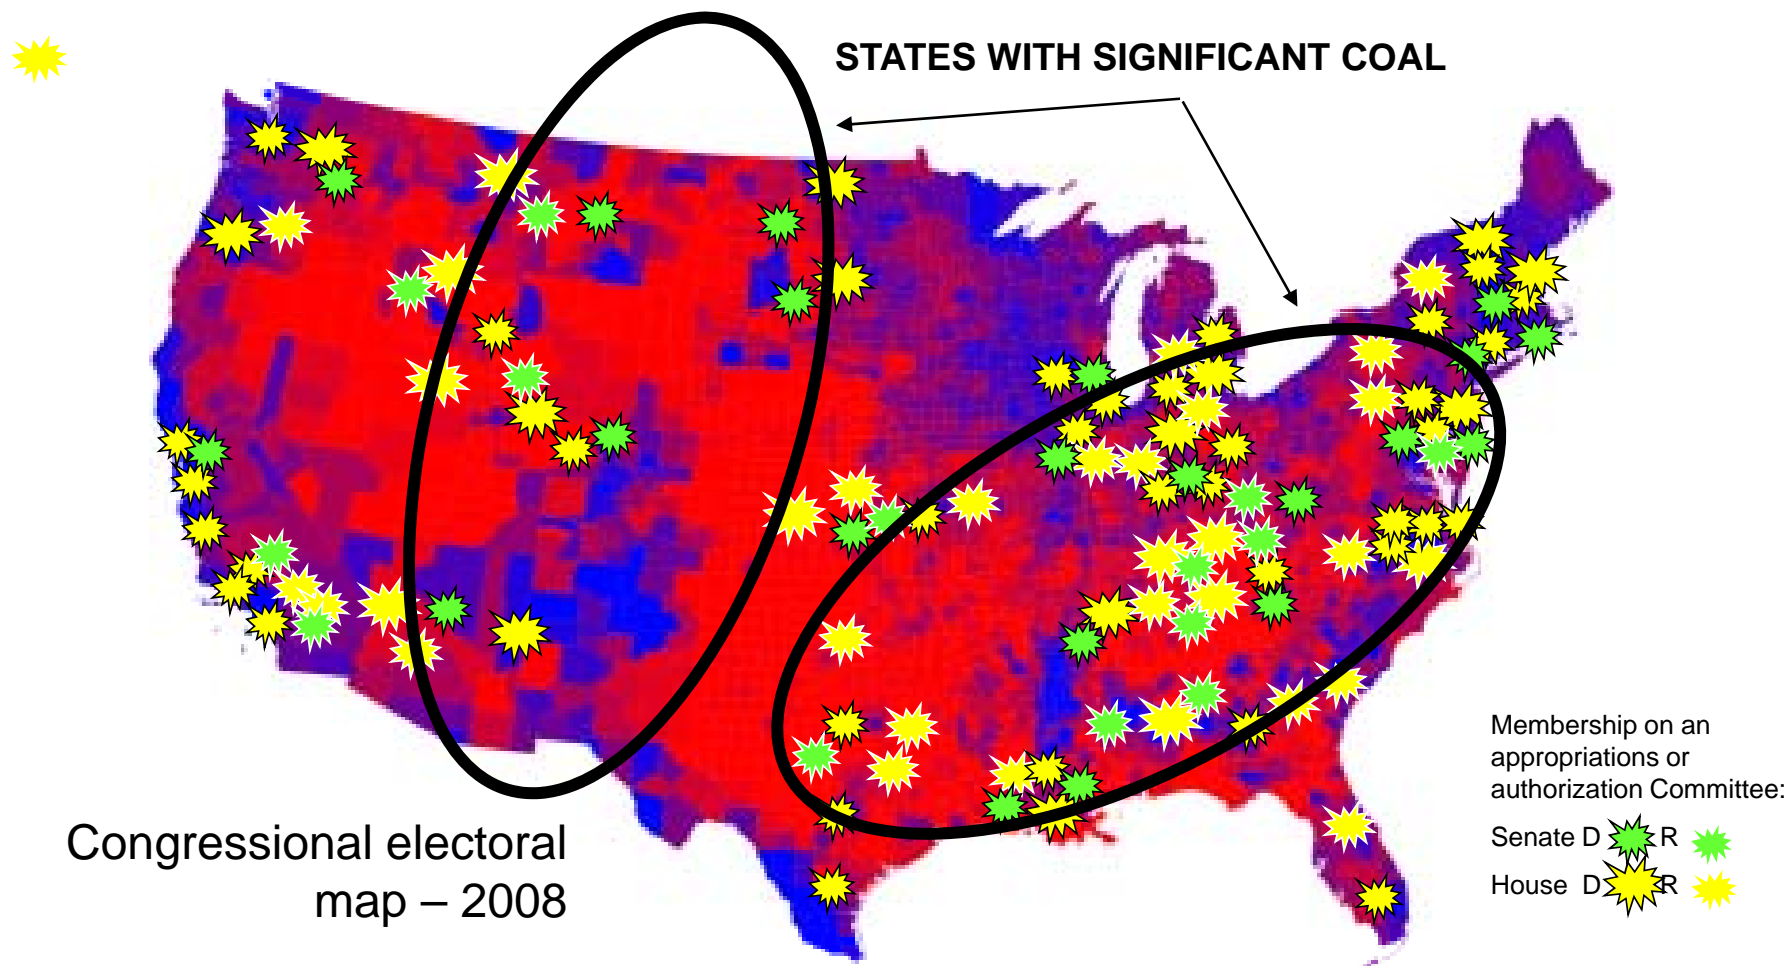 STATES WITH SIGNIFICANT COAL
Congressional electoral
map – 2008
Membership on an
appropriations or
authorization Committee:
Senate D R
House D R